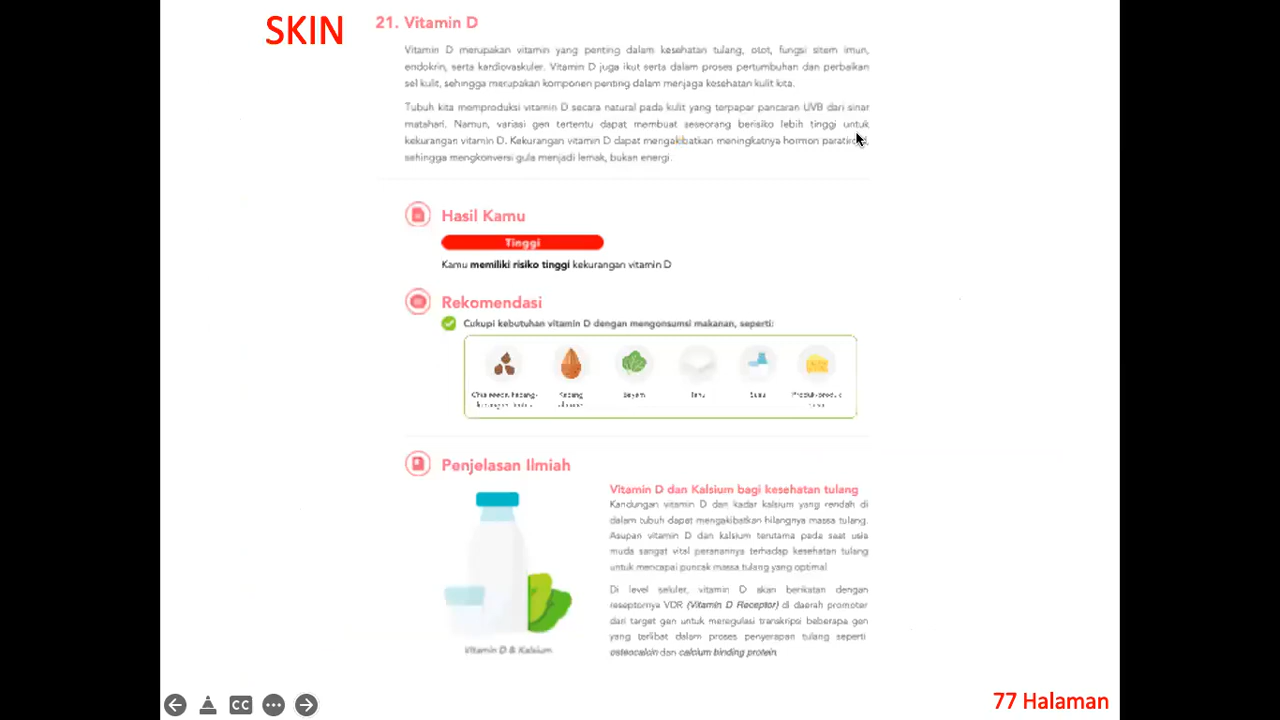 SKIN
21. Vitamin D
Vitamin D merupakan vitamin yang penting dalam kesehatan tulang, otot, fungsi sitem imun,
endokrin, serta kardiovaskuler. Vitamin D juga ikut serta dalam proses pertumbuhan dan perbaikan
sel kulit, sehingga merupakan komponen penting dalam menjaga kesehatan kulit kita.
Tubuh kita memproduksi vitamin D secara natural pada kulit yang terpapar pancaran UVB dari sinar
matahari. Namun, variasi gen tertentu dapat membuat seseorang berisiko lebih tinggi untuk
kekurangan vitamin D. Kekurangan vitamin D dapat mengakibatkan meningkatnya hormon paratiroid,
sehingga mengkonversi gula menjadi lemak, bukan energi.
Hasil Kamu
Tinggi
Kamu memiliki risiko tinggi kekurangan vitamin D
Rekomendasi
Cukupi kebutuhan vitamin D dengan mengonsumsi makanan, seperti:
Chia seeds, kacang-
Kacang
Sayam
Tahu
Susu
Produk-produk
Penjelasan Ilmiah
Vitamin D dan Kalsium bagi kesehatan tulang
Kandungan vitamin D dan kadar kalsium yang rendah di
dalam tubuh dapat mengakibatkan hilangnya massa tulang.
Asupan vitamin D dan kalsium terutama pada saat usia
muda sangat vital peranannya terhadap kesehatan tulang
untuk mencapai puncak massa tulang yang optimal
Di level seluler, vitamin D akan berikatan dengan
reseptornya VDR (Vitamin D Receptor) di daerah promoter
dari target gen untuk meregulasi transkripsi beberapa gen
yang terlibat dalam proses penyerapan tulang seperti
osteocalcin dan calcium binding protein.
Vitamin D & Kalsium
CC
77 Halaman